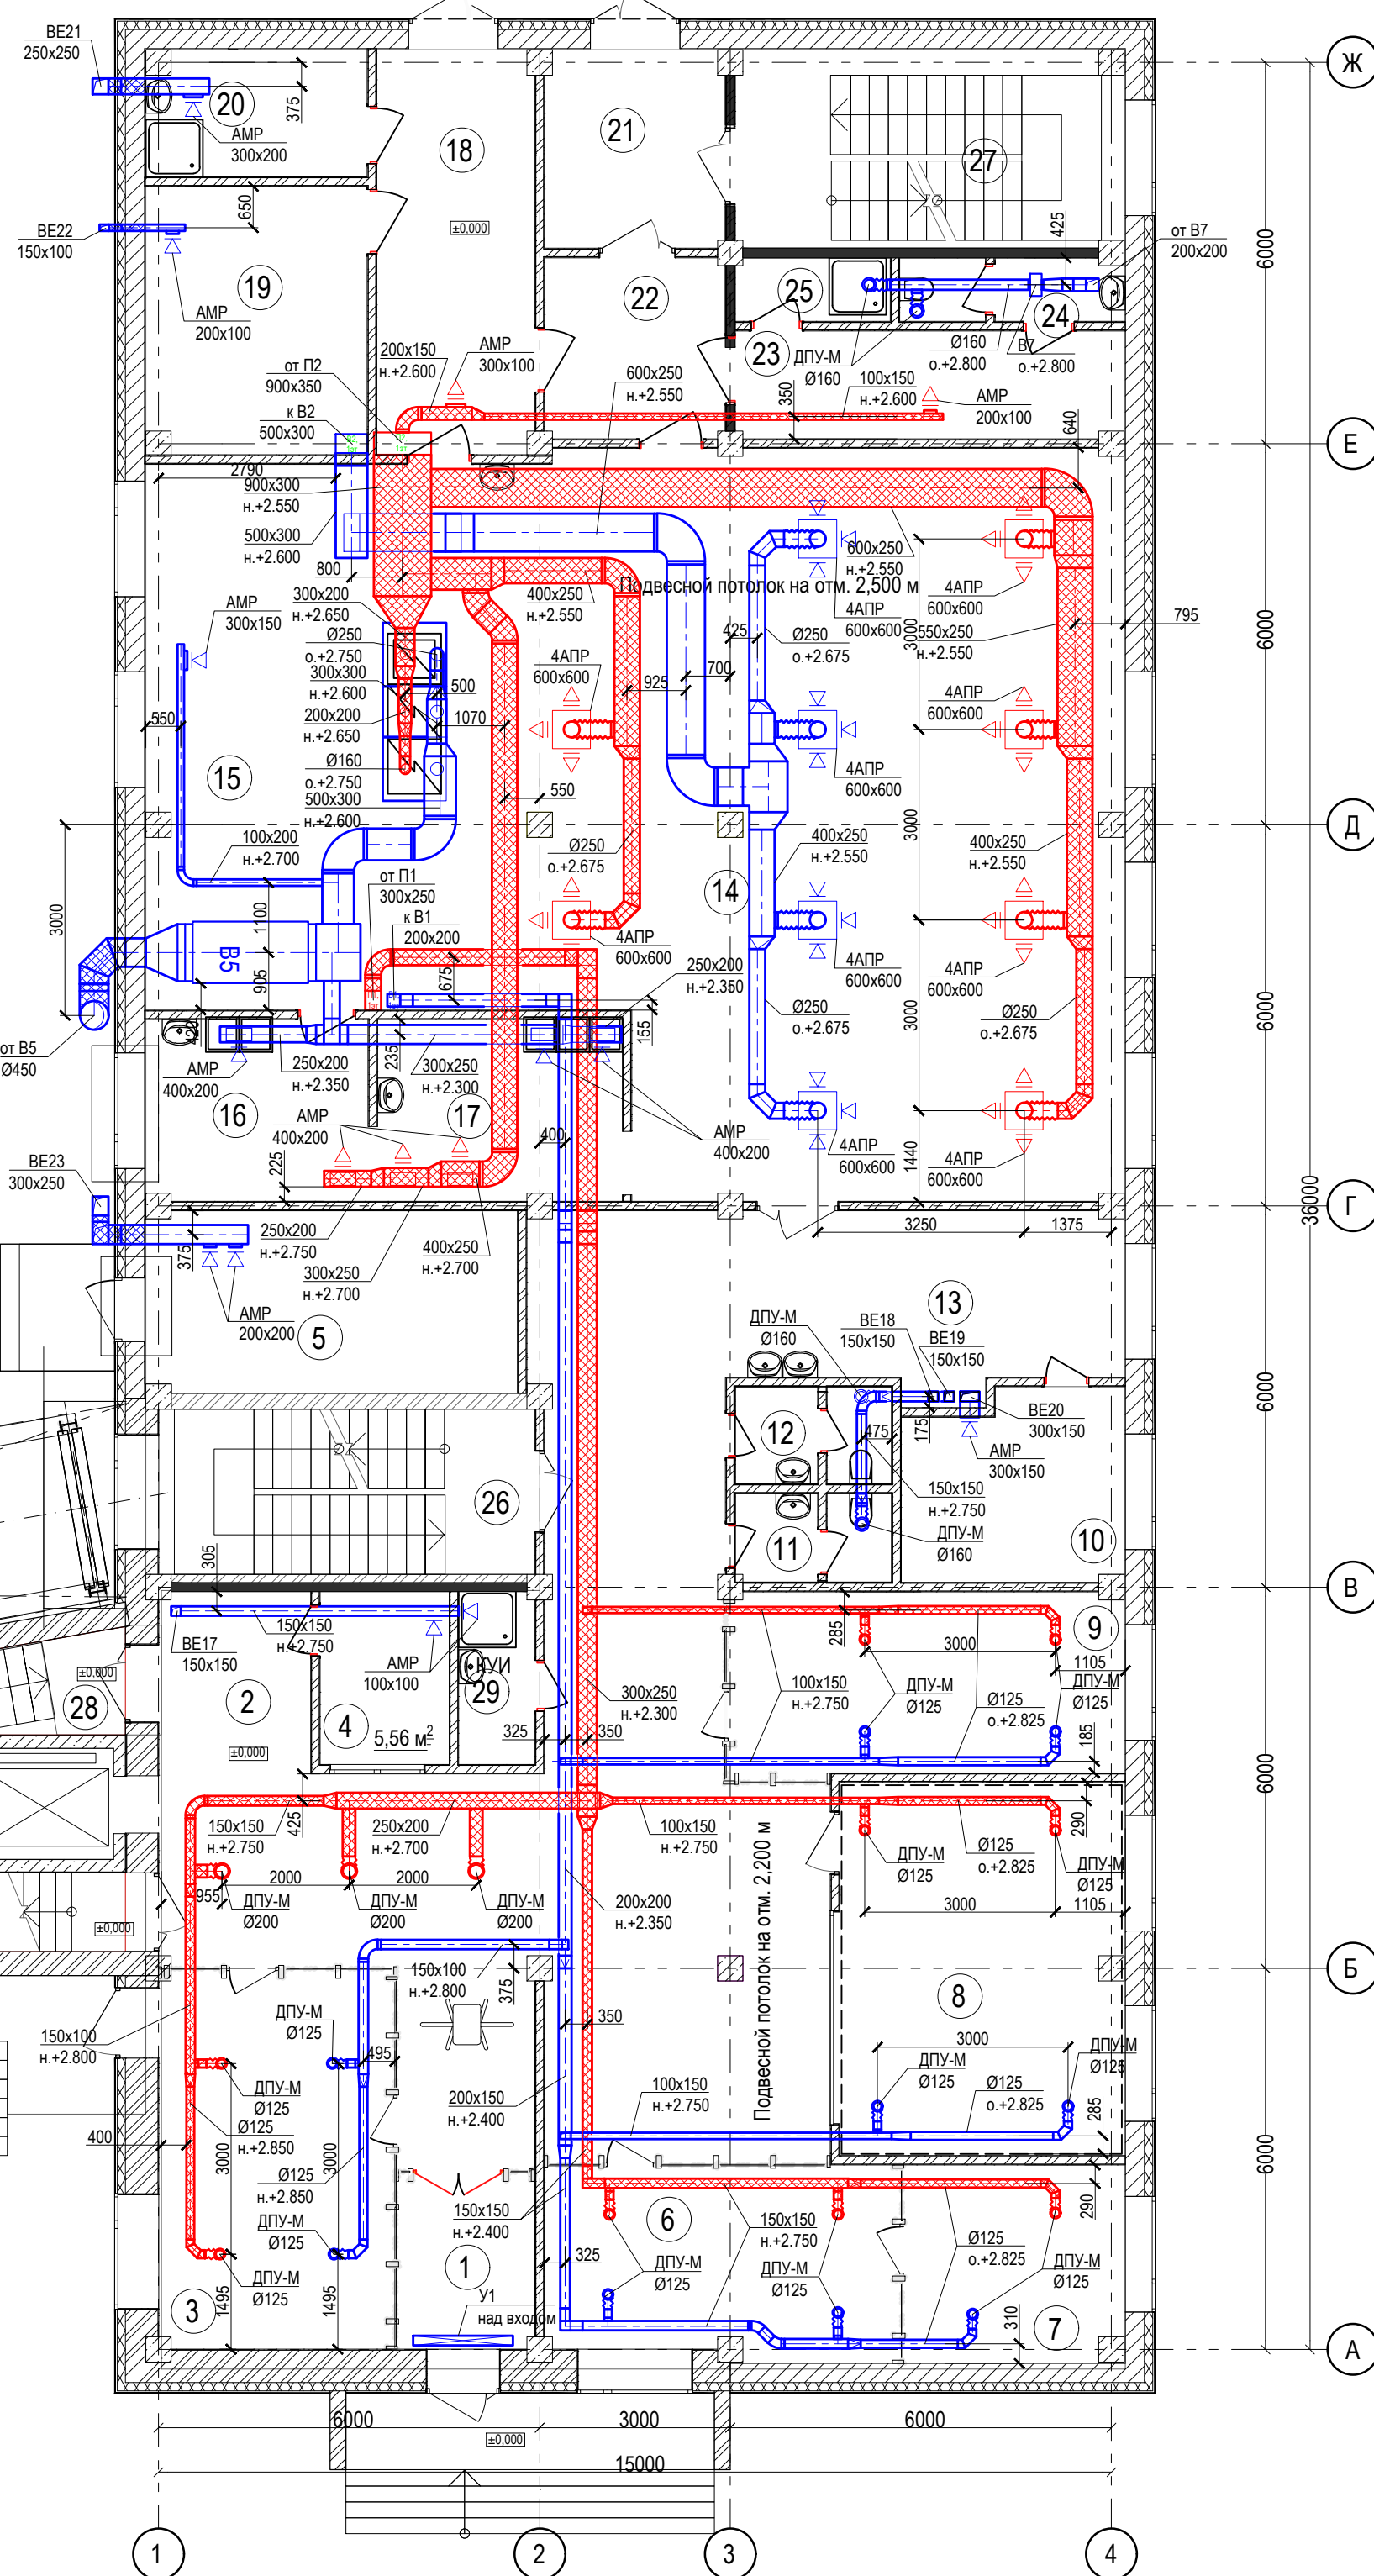 ВЕ21
250х250
Ж
20
375
АМР
300х200
18
21
27
650
±0,000
425
от В7
200х200
6000
ВЕ22
150х100
19
АМР
200х100
22
25
24
23
ДПУ-М
Ø160
Ø160
о.+2.800
В7
о.+2.800
200х150
н.+2.600
АМР
300х100
от П2
900х350
600х250
н.+2.550
350
100х150
н.+2.600
АМР
200х100
640
к В2
500х300
Е
2790
900х300
н.+2.550
500х300
н.+2.600
800
600х250
н.+2.550
Подвесной потолок на отм. 2,500 м
300х200
н.+2.650
400х250
н.+2.550
4АПР
600х600
4АПР
600х600
3000
550х250
н.+2.550
795
6000
АМР
300х150
Ø250
о.+2.750
4АПР
600х600
425
Ø250
о.+2.675
300х300
н.+2.600
500
925
700
4АПР
600х600
550
200х200
н.+2.650
1070
15
Ø160
о.+2.750
4АПР
600х600
500х300
н.+2.600
550
Д
100х200
н.+2.700
Ø250
о.+2.675
400х250
н.+2.550
3000
400х250
н.+2.550
от П1
300х250
14
3000
1100
к В1
200х200
4АПР
600х600
В5
905
675
250х200
н.+2.350
4АПР
600х600
4АПР
600х600
6000
от В5
Ø450
420
155
Ø250
о.+2.675
3000
Ø250
о.+2.675
АМР
400х200
250х200
н.+2.350
235
300х250
н.+2.300
16
17
АМР
400х200
400
АМР
400х200
4АПР
600х600
1440
4АПР
600х600
ВЕ23
300х250
225
Г
36000
375
250х200
н.+2.750
300х250
н.+2.700
400х250
н.+2.700
3250
1375
АМР
200х200
5
13
ДПУ-М
Ø160
ВЕ18
150х150
ВЕ19
150х150
6000
ВЕ20
300х150
12
475
175
АМР
300х150
26
150х150
н.+2.750
11
ДПУ-М
Ø160
10
305
В
150х150
н.+2.750
ВЕ17
150х150
285
9
3000
АМР
100х100
КУИ
29
1105
28
±0,000
2
300х250
н.+2.300
100х150
н.+2.750
ДПУ-М
Ø125
Ø125
о.+2.825
ДПУ-М
Ø125
4
5,56 м2
325
350
185
±0,000
6000
150х150
н.+2.750
425
250х200
н.+2.700
100х150
н.+2.750
290
ДПУ-М
Ø125
Ø125
о.+2.825
ДПУ-М
Ø125
2000
2000
955
ДПУ-М
Ø200
ДПУ-М
Ø200
ДПУ-М
Ø200
3000
1105
200х200
н.+2.350
Подвесной потолок на отм. 2,200 м
±0,000
150х100
н.+2.800
375
Б
8
ДПУ-М
Ø125
350
150х100
н.+2.800
495
3000
ДПУ-М
Ø125
ДПУ-М
Ø125
ДПУ-М
Ø125
200х150
н.+2.400
100х150
н.+2.750
Ø125
о.+2.825
285
400
Ø125
н.+2.850
3000
Ø125
н.+2.850
3000
6000
290
ДПУ-М
Ø125
150х150
н.+2.400
6
150х150
н.+2.750
Ø125
о.+2.825
1
325
ДПУ-М
Ø125
ДПУ-М
Ø125
ДПУ-М
Ø125
ДПУ-М
Ø125
1495
1495
3
У1
над входом
310
7
А
6000
3000
6000
±0,000
15000
1
2
3
4